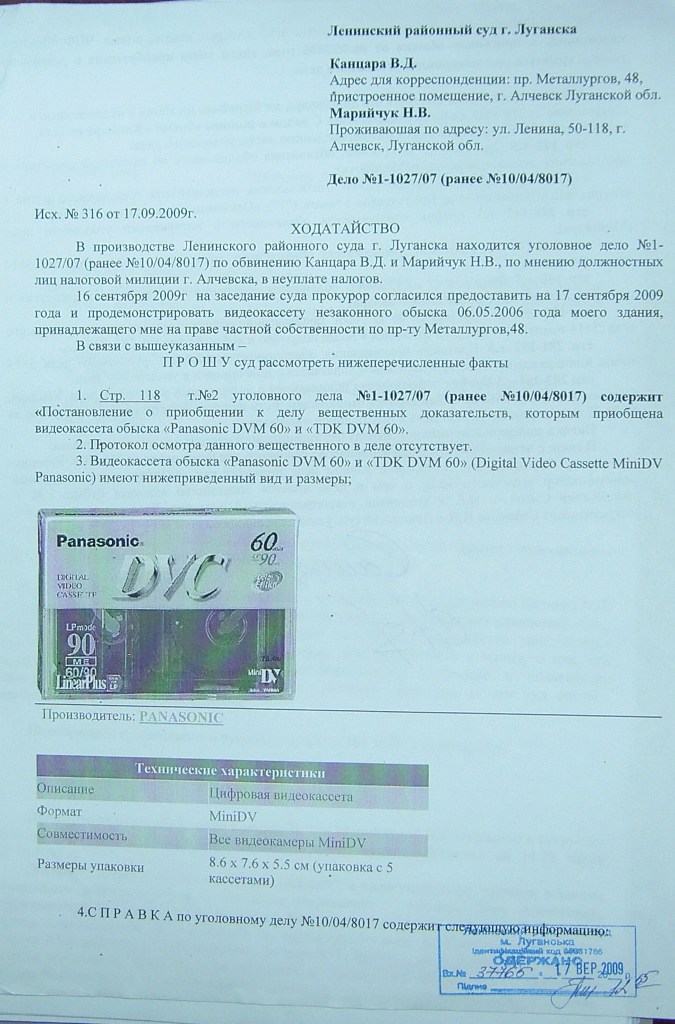 Ленинский районный суд г. Луганска
Канцара В.Д.
Адрес для корреспонденции: пр. Металлургов, 48,
пристроенное помещение, г. Алчевск Луганской обл.
Марийчук Н.В.
Проживающая по адресу: ул. Ленина, 50-118, г.
Алчевск, Луганской обл.
Дело №1-1027/07 (ранее №10/04/8017)
Исх. № 316 от 17.09.2009г.
ХОДАТАЙСТВО
В производстве Ленинского районного суда г. Луганска находится уголовное дело №1-
1027/07 (ранее №10/04/8017) по обвинению Канцара В.Д. и Марийчук Н.В., по мнению должностных
лиц налоговой милиции г. Алчевска, в неуплате налогов.
16 сентября 2009г на заседание суда прокурор согласился предоставить на 17 сентября 2009
года и продемонстрировать видеокассету незаконного обыска 06.05.2006 года моего здания,
принадлежащего мне на праве частной собственности по пр-ту Металлургов,48.
В связи с вышеуказанным –
П Р О Ш У суд рассмотреть нижеперечисленные факты
1. Стр. 118 т.№2 уголовного дела №1-1027/07 (ранее №10/04/8017) содержит
«Постановление о приобщении к делу вещественных доказательств, которым приобщена
видеокассета обыска «Panasonic DVM 60» и «TDK DVM 60».
2. Протокол осмотра данного вещественного в деле отсутствует.
3. Видеокассета обыска «Panasonic DVM 60» и «TDK DVM 60» (Digital Video Cassette MiniDV
Panasonic) имеют нижеприведенный вид и размеры;
Panasonic 60
90
DVC
DIGITAL
VIDEO
CASSETTE
LP mode
90
ME
60/90
LinearPlus
Mini DV
Производитель: PANASONIC
Технические характеристики
Описание Цифровая видеокассета
Формат MiniDV
Совместимость Все видеокамеры MiniDV
Размеры упаковки 8.6 x 7.6 x 5.5 см (упаковка с 5
кассетами)
4.С П Р А В К А по уголовному делу №10/04/8017 содержит следующую информацию:
м. Луганська
Ідентифікаційний код
ОДЕРЖАНО
Вх.№ 37765 17 ВЕР 2009
Підпис